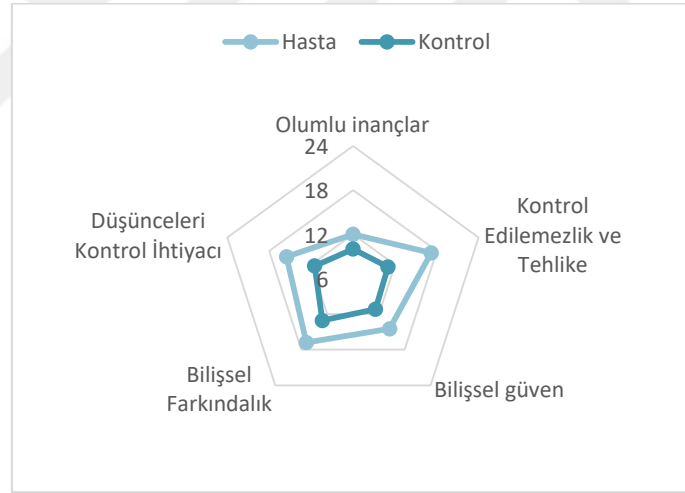 Hasta Kontrol
Olumlu inançlar
24
18
12
6
Kontrol
Edilemezlik ve
Tehlike
Bilişsel güven
Bilişsel
Farkındalık
Düşünceleri
Kontrol İhtiyacı